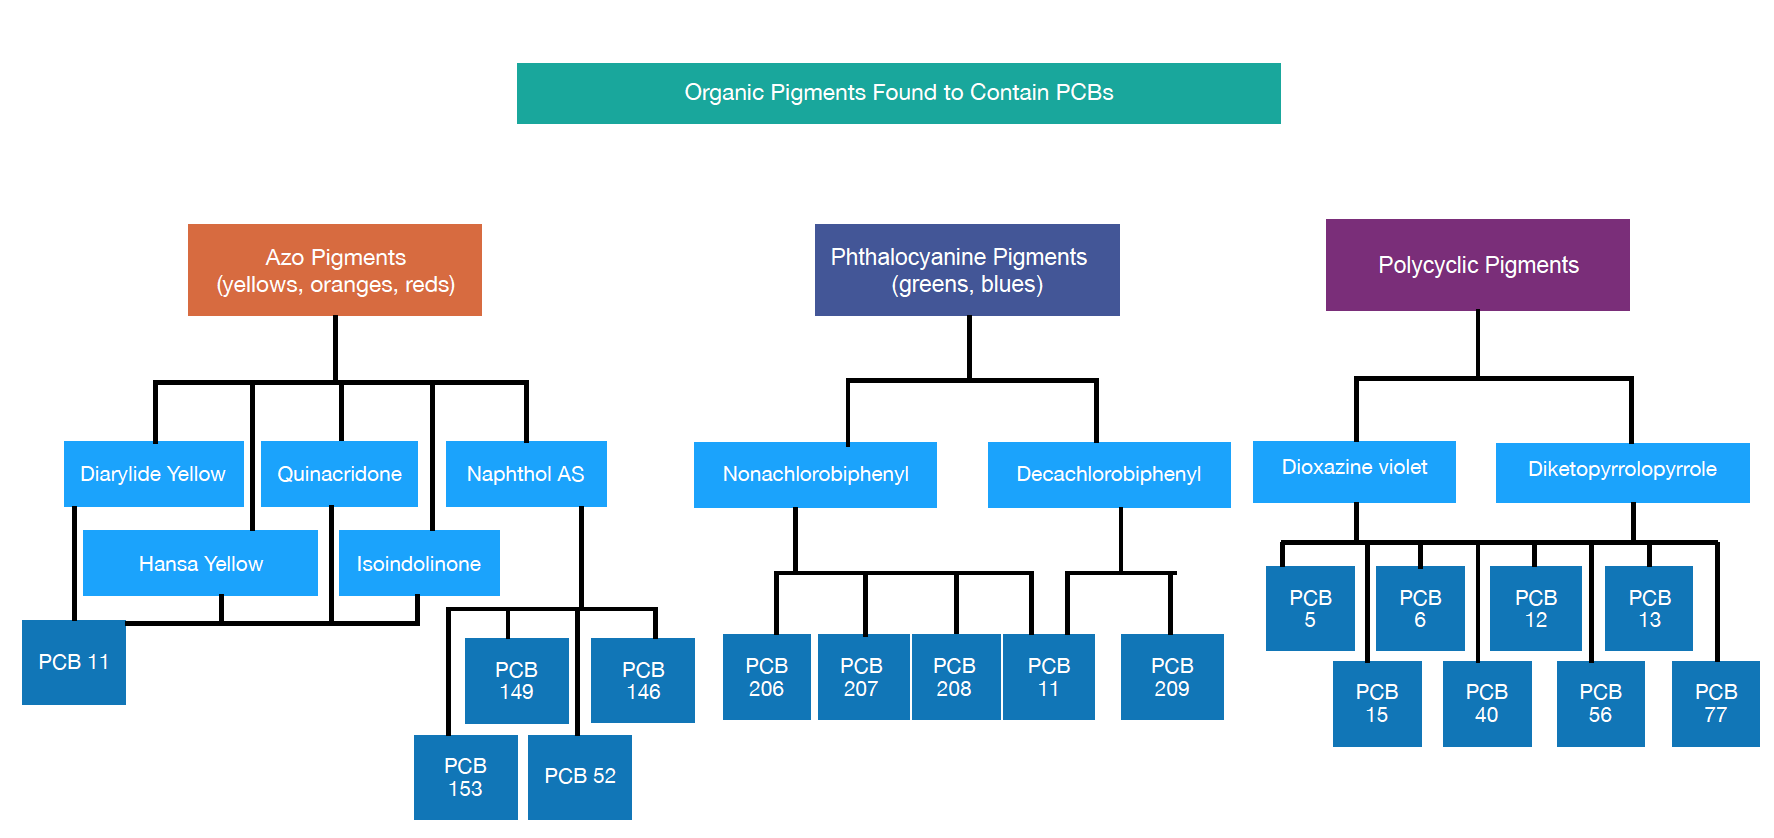 Organic Pigments Found to Contain PCBs
Azo Pigments
(yellows, oranges, reds)
Phthalocyanine Pigments
(greens, blues)
Polycyclic Pigments
Diarylide Yellow
Quinacridone
Naphthol AS
Hansa Yellow
Isoindolinone
Nonachlorobiphenyl
Decachlorobiphenyl
Dioxazine violet
Diketopyrrolopyrrole
PCB 11
PCB
149
PCB
146
PCB
153
PCB 52
PCB
206
PCB
207
PCB
208
PCB
11
PCB
209
PCB
5
PCB
6
PCB
12
PCB
13
PCB
15
PCB
40
PCB
56
PCB
77